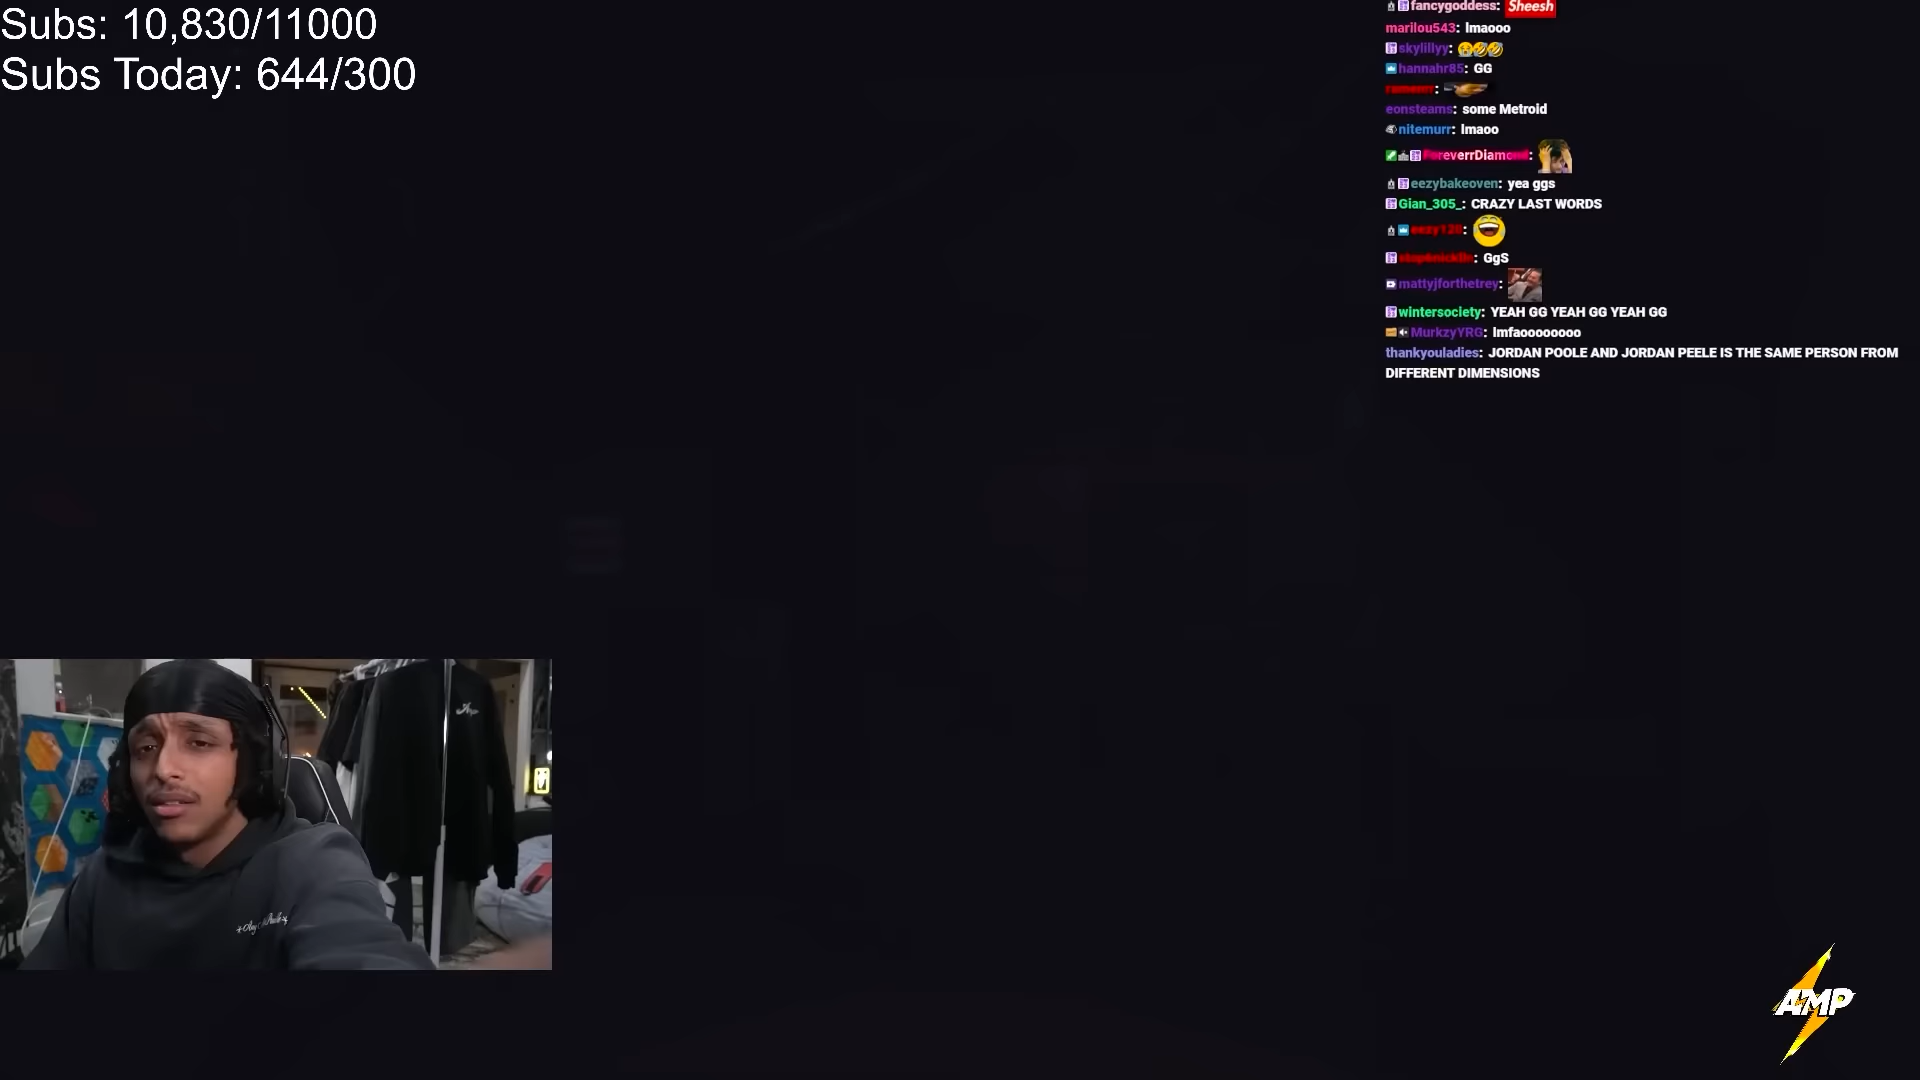 Subs: 10,830/11000
Subs Today: 644/300
fancygoddess: Sheesh
marilou543: lmaooo
skylillyy:
hannahr85: GG
eonsteams: some Metroid
nitemurr: lmaoo
ForeverrDiamond:
eezybakeoven: yea ggs
Gian_305_: CRAZY LAST WORDS
eezy120:
: GgS
mattyjforthetrey:
wintersociety: YEAH GG YEAH GG YEAH GG
MurkzyYRG: lmfaoooooooo
thankyouladies: JORDAN POOLE AND JORDAN PEELE IS THE SAME PERSON FROM
DIFFERENT DIMENSIONS
AMP